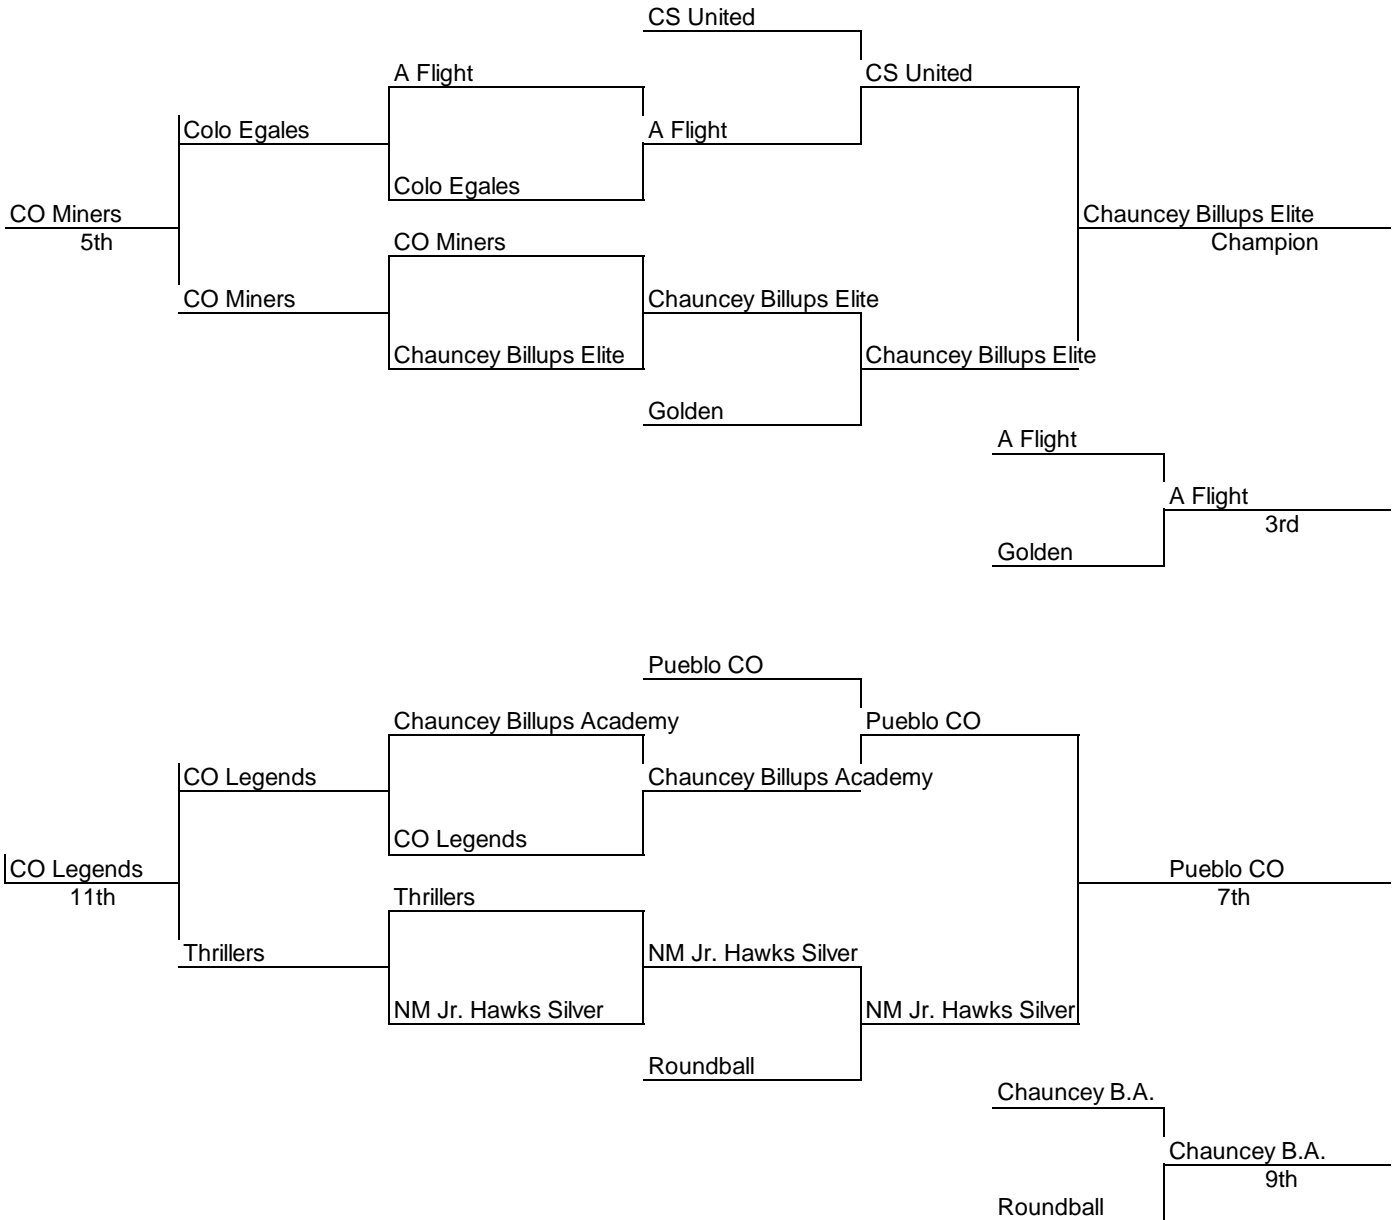 CS United
A Flight
CS United
Colo Egales
A Flight
Colo Egales
CO Miners
Chauncey Billups Elite
5th
CO Miners
Champion
CO Miners
Chauncey Billups Elite
Chauncey Billups Elite
Chauncey Billups Elite
Golden
A Flight
A Flight
3rd
Golden
Pueblo CO
Chauncey Billups Academy
Pueblo CO
CO Legends
Chauncey Billups Academy
CO Legends
CO Legends
Pueblo CO
11th
Thrillers
7th
Thrillers
NM Jr. Hawks Silver
NM Jr. Hawks Silver
NM Jr. Hawks Silver
Roundball
Chauncey B.A.
Chauncey B.A.
9th
Roundball